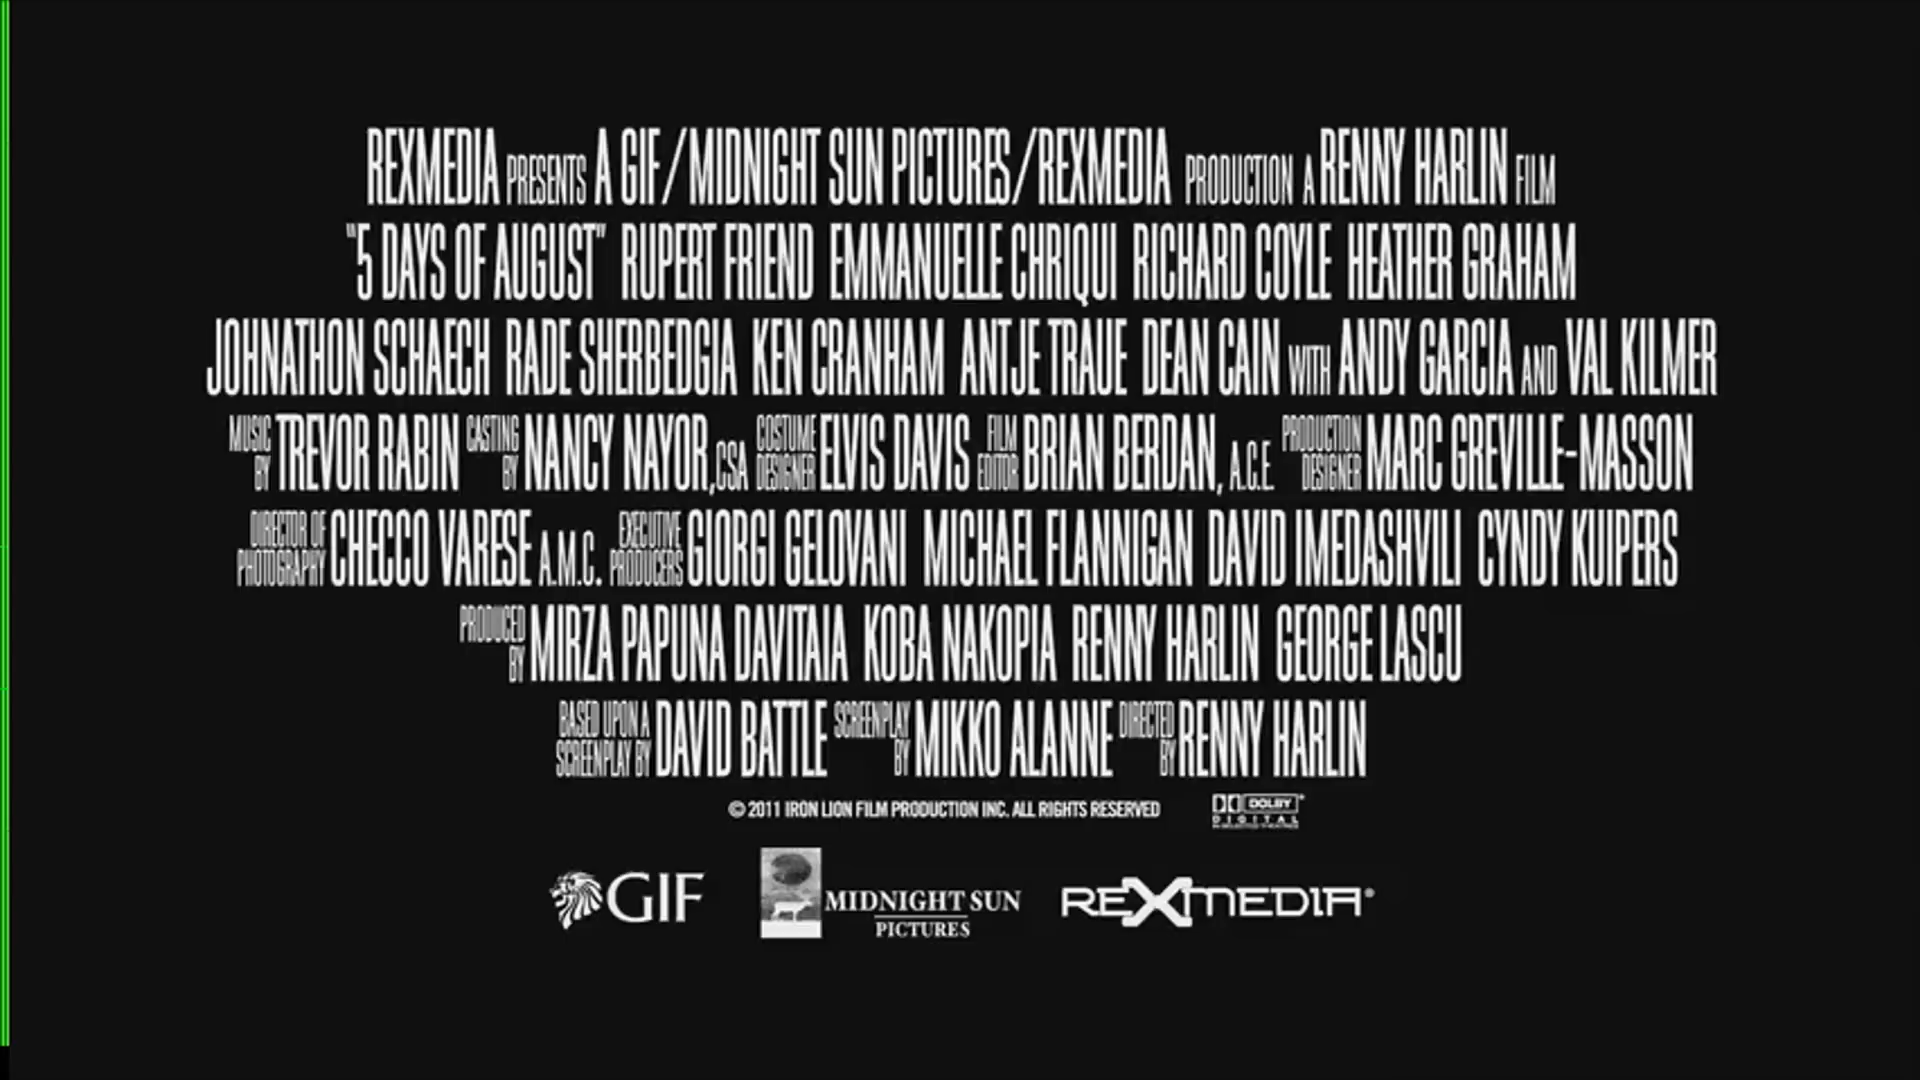 REXMEDIA PRESENTS A GIF/MIDNIGHT SUN PICTURES/REXMEDIA PRODUCTION A RENNY HARLIN FILM
"5 DAYS OF AUGUST" RUPERT FRIEND EMMANUELLE CHRIQUI RICHARD COYLE HEATHER GRAHAM
JOHNATHON SCHAECH RADE SHERBEDGIA KEN CRANHAM ANTJE TRAUE DEAN CAIN WITH ANDY GARCIA AND VAL KILMER
MUSIC BY TREVOR RABIN CASTING BY NANCY NAYOR, CSA COSTUME DESIGNER ELVIS DAVIS FILM EDITOR BRIAN BERDAN, A.C.E. PRODUCTION DESIGNER MARC GREVILLE-MASSON
DIRECTOR OF PHOTOGRAPHY CHECCO VARESE A.M.C. EXECUTIVE PRODUCERS GIORGI GELOVANI MICHAEL FLANNIGAN DAVID IMEDASHVILI CYNDY KUIPERS
PRODUCED BY MIRZA PAPUNA DAVITAIA KOBA NAKOPIA RENNY HARLIN GEORGE LASCU
BASED UPON A SCREENPLAY BY DAVID BATTLE SCREENPLAY BY MIKKO ALANNE DIRECTED BY RENNY HARLIN
© 2011 IRON LION FILM PRODUCTION INC. ALL RIGHTS RESERVED
DOLBY
DIGITAL
GIF
MIDNIGHT SUN
PICTURES
REXMEDIA